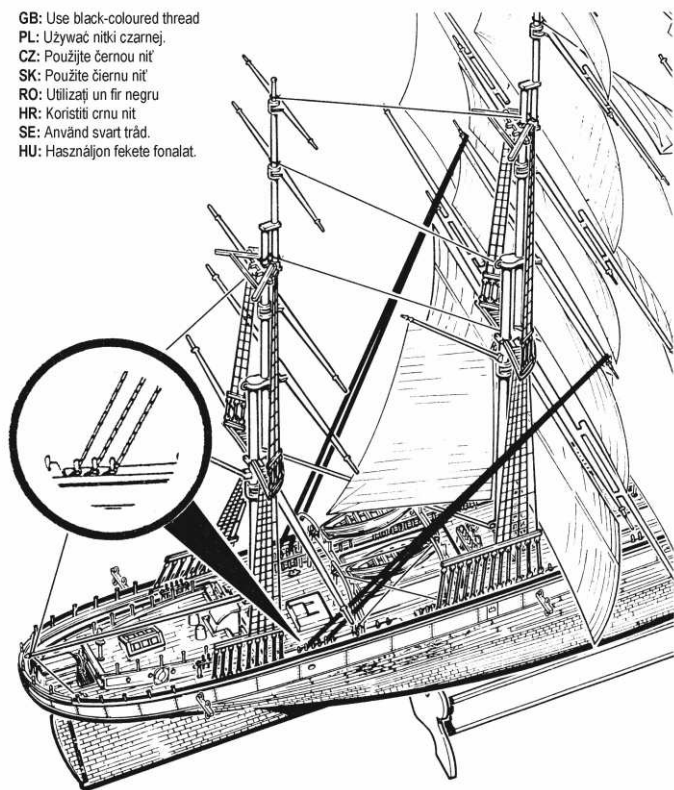 GB: Use black-coloured thread
PL: Używać nitki czarnej.
CZ: Použijte černou niť
SK: Použite čiernu niť
RO: Utilizați un fir negru
HR: Koristiti crnu nit
SE: Använd svart tråd.
HU: Használjon fekete fonalat.